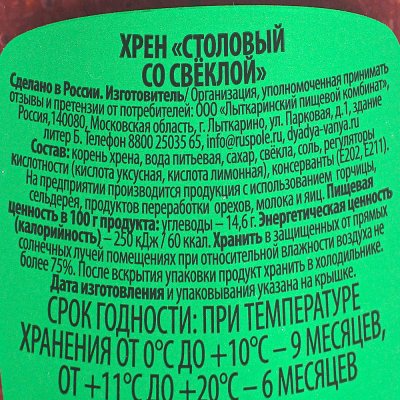 ХРЕН «СТОЛОВЫЙ
СО СВЁКЛОЙ»
Сделано в России. Изготовитель/ Организация, уполномоченная принимать
отзывы и претензии от потребителей: ООО «Лыткаринский пищевой комбинат»,
Россия,140080, Московская область, г. Лыткарино, ул. Парковая, д.1, здание
литер Б. Телефон 8800 25035 65, info@ruspole.ru, dyadya-vanya.ru
Состав: корень хрена, вода питьевая, сахар, свёкла, соль, регуляторы
кислотности (кислота уксусная, кислота лимонная), консерванты (Е202, Е211).
На предприятии производится продукция с использованием горчицы,
сельдерея, продуктов переработки орехов, молока и яиц. Пищевая
ценность в 100 г продукта: углеводы – 14,6 г. Энергетическая ценность
(калорийность) – 250 кДж / 60 ккал. Хранить в защищенных от прямых
солнечных лучей помещениях при относительной влажности воздуха не
более 75%. После вскрытия упаковки продукт хранить в холодильнике.
Дата изготовления и упаковывания указана на крышке.
СРОК ГОДНОСТИ: ПРИ ТЕМПЕРАТУРЕ
ХРАНЕНИЯ ОТ 0°С ДО +10°С – 9 МЕСЯЦЕВ,
ОТ +11°С ДО +20°С – 6 МЕСЯЦЕВ